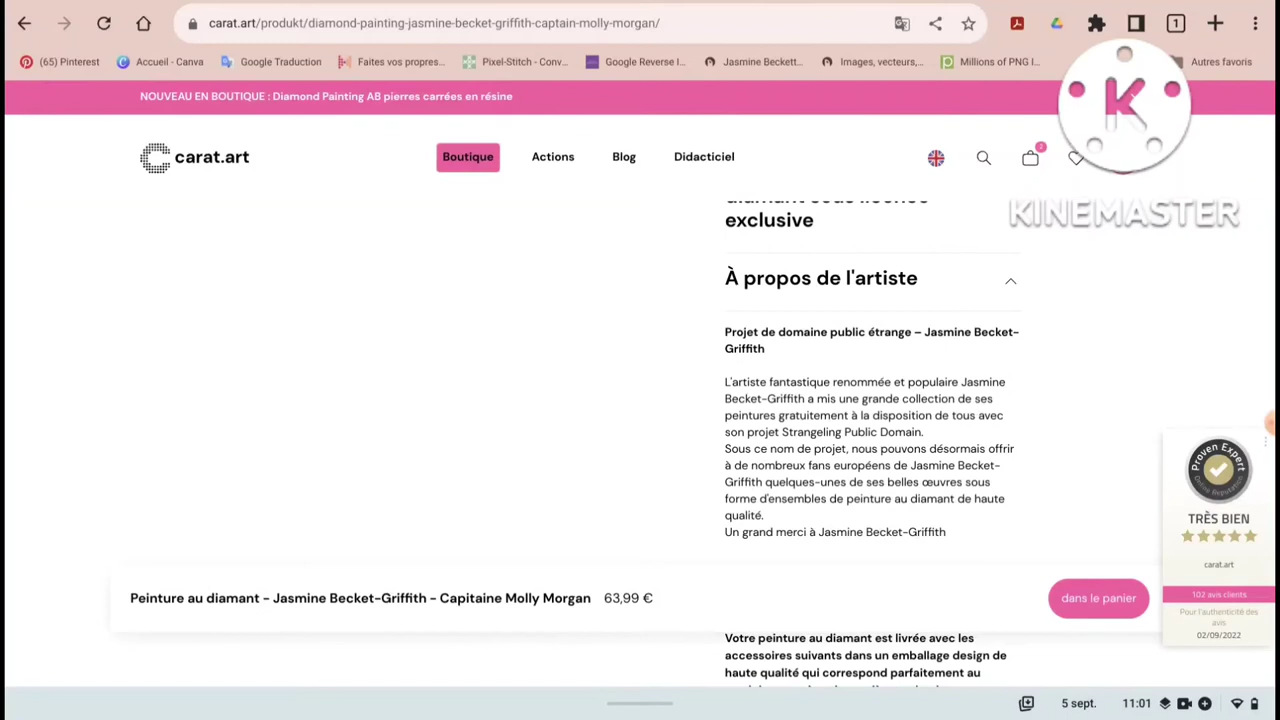 carat.art/produkt/diamond-painting-jasmine-becket-griffith-captain-molly-morgan/
1
(65) Pinterest
Accueil - Canva
Google Traduction
Faites vos propres...
Pixel-Stitch - Conv...
Google Reverse I...
Jasmine Beckett...
Images, vecteurs,...
Millions of PNG I...
Autres favoris
NOUVEAU EN BOUTIQUE : Diamond Painting AB pierres carrées en résine
carat.art
Boutique
Actions
Blog
Didacticiel
2
K
KINEMASTER
diamant sous licence
exclusive
À propos de l'artiste
Projet de domaine public étrange – Jasmine Becket-
Griffith
L'artiste fantastique renommée et populaire Jasmine
Becket-Griffith a mis une grande collection de ses
peintures gratuitement à la disposition de tous avec
son projet Strangeling Public Domain.
Sous ce nom de projet, nous pouvons désormais offrir
à de nombreux fans européens de Jasmine Becket-
Griffith quelques-unes de ses belles œuvres sous
forme d'ensembles de peinture au diamant de haute
qualité.
Un grand merci à Jasmine Becket-Griffith
Proven Expert
Online Reputation
TRÈS BIEN
carat.art
102 avis clients
Pour l'authenticité des
avis
02/09/2022
Peinture au diamant - Jasmine Becket-Griffith - Capitaine Molly Morgan 63,99 €
dans le panier
Votre peinture au diamant est livrée avec les
accessoires suivants dans un emballage design de
haute qualité qui correspond parfaitement au
5 sept.
11:01